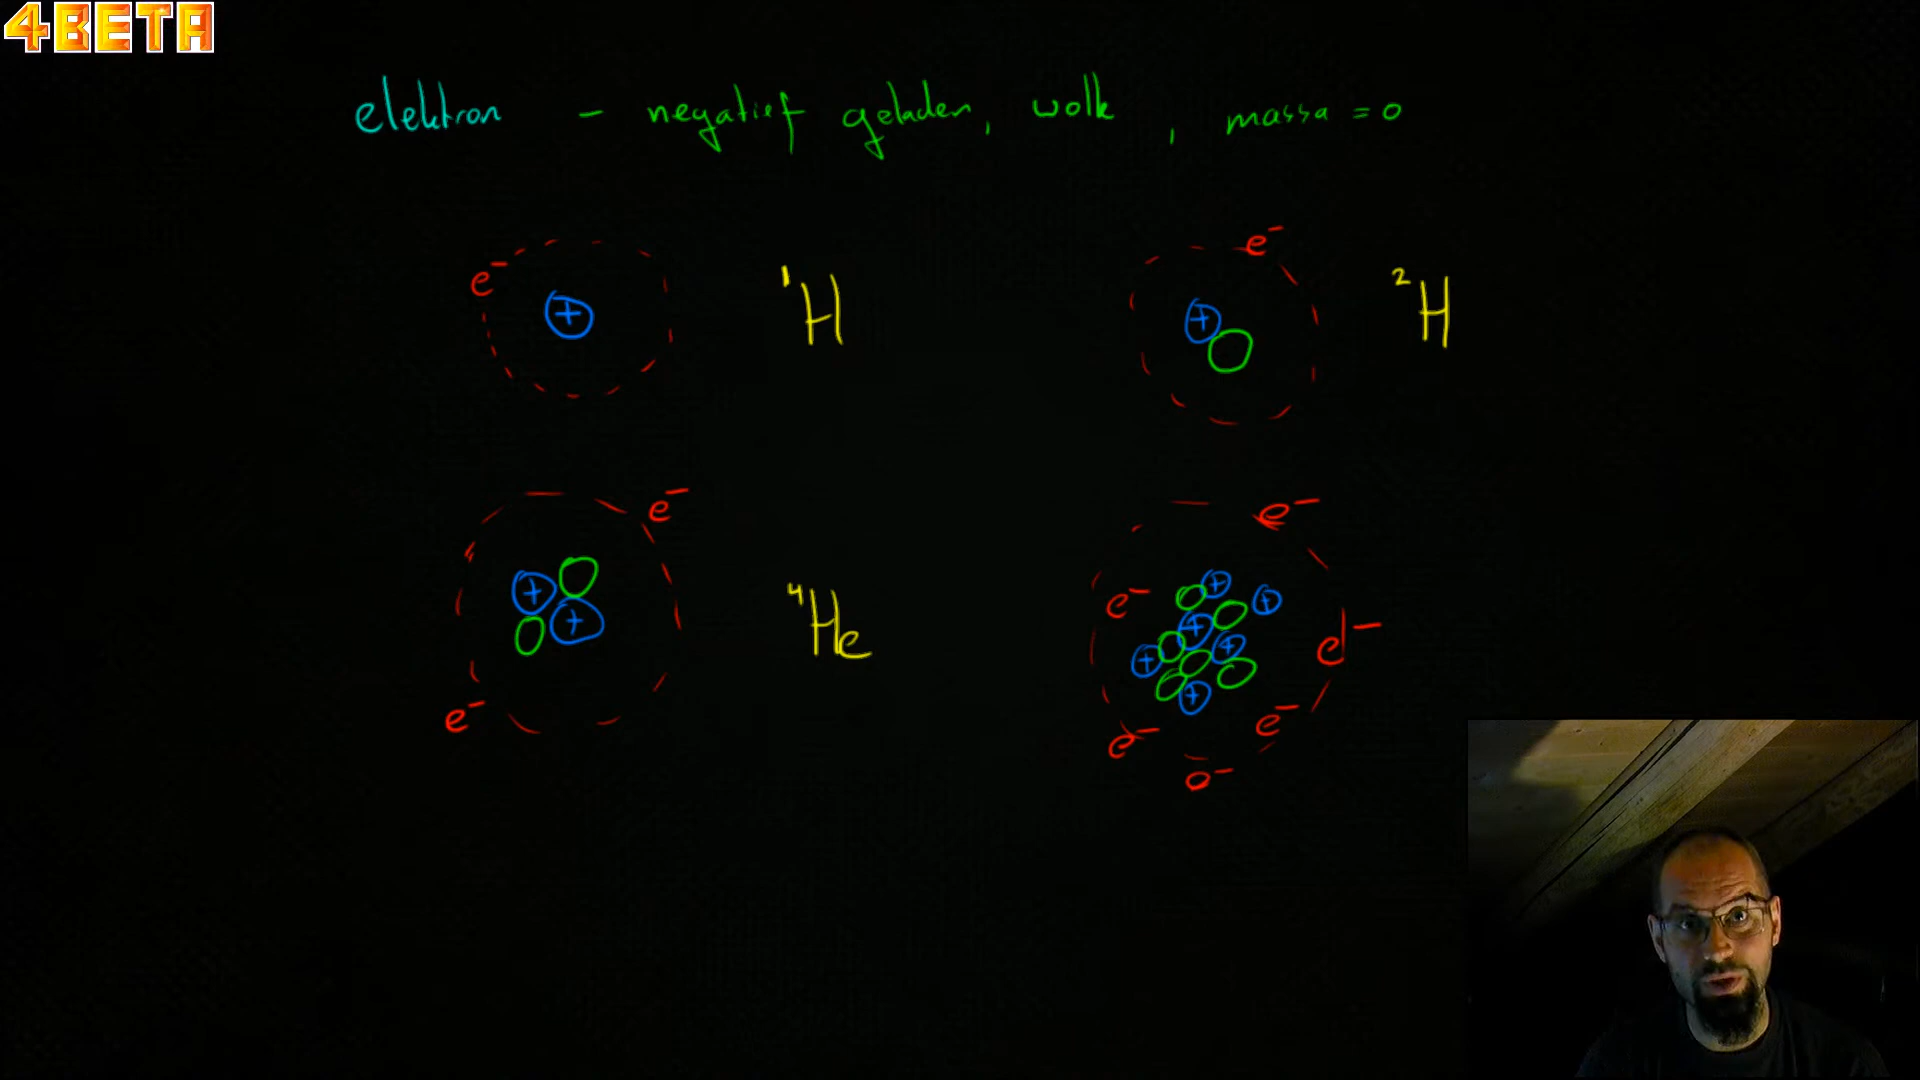 4BETA
elektron - negatief geladen, wolk, massa = 0
e⁻ + ¹H
e⁻ + ²H
e⁻ + + e⁻ ⁴He
e⁻ e⁻ + + + + + + e⁻ e⁻ e⁻ e⁻